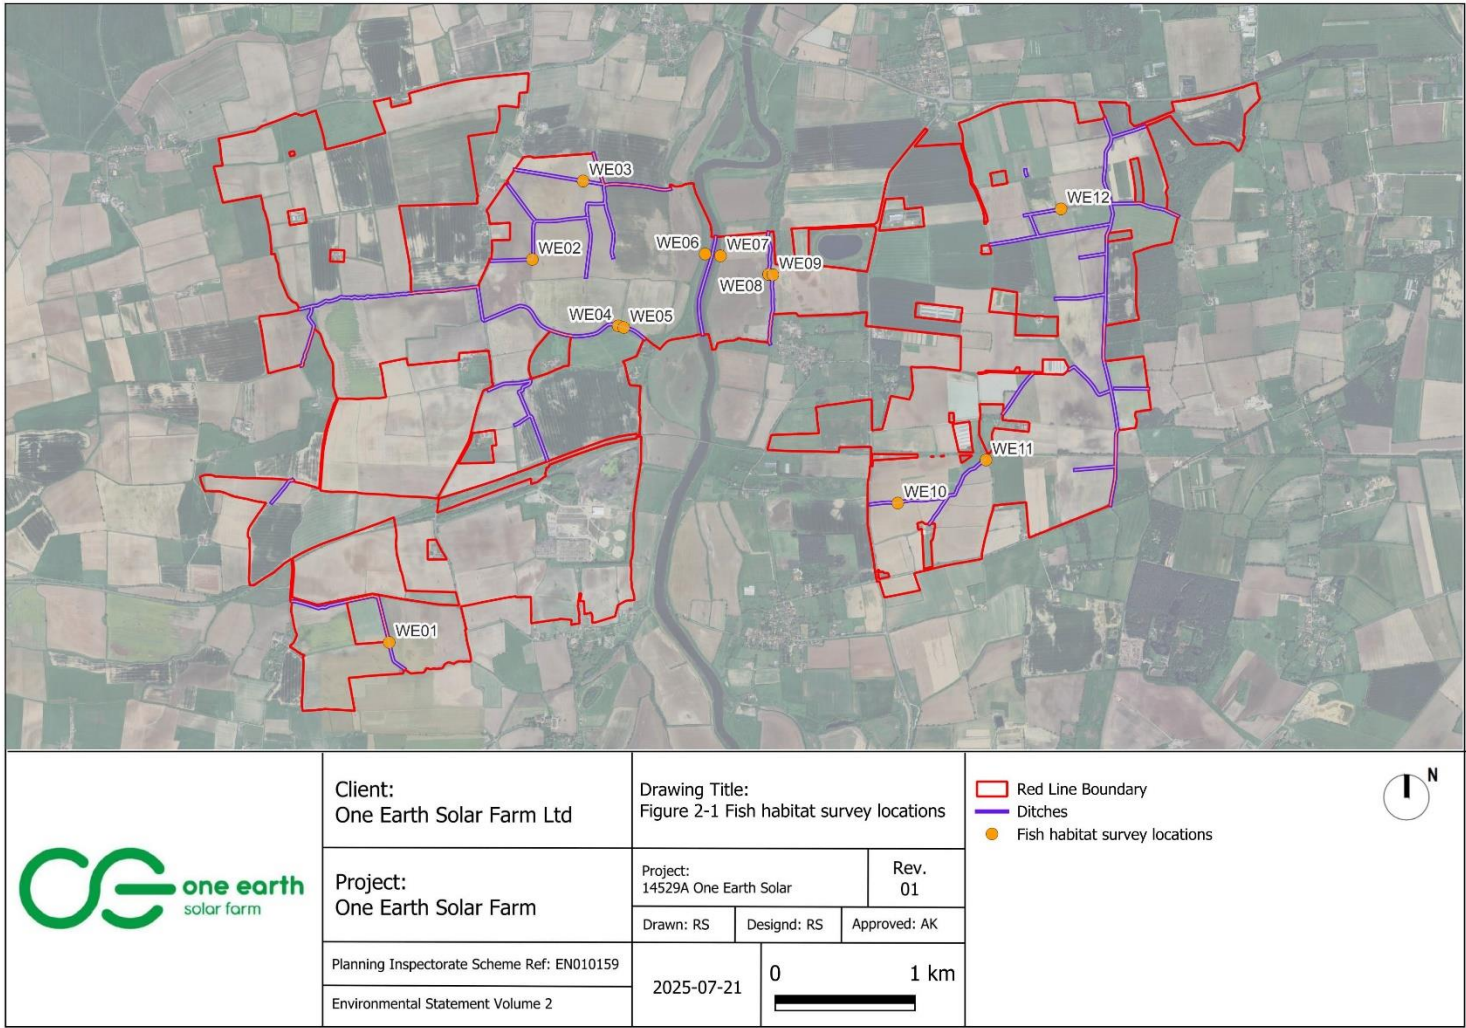 WE03
WE12
WE02
WE06
WE07
WE09
WE08
WE04
WE05
WE11
WE10
WE01
one earth
solar farm
Client:
One Earth Solar Farm Ltd
Project:
One Earth Solar Farm
Planning Inspectorate Scheme Ref: EN010159
Environmental Statement Volume 2
Drawing Title:
Figure 2-1 Fish habitat survey locations
Project:
14529A One Earth Solar
Rev.
01
Drawn: RS
Designd: RS
Approved: AK
2025-07-21
0 1 km
Red Line Boundary
Ditches
Fish habitat survey locations
N